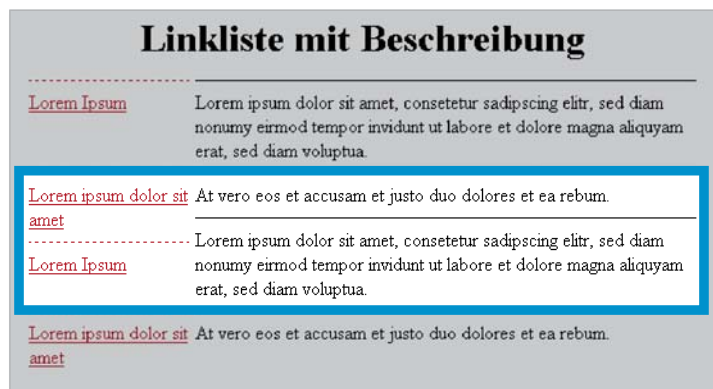 Linkliste mit Beschreibung
Lorem Ipsum
Lorem ipsum dolor sit amet, consetetur sadipscing elitr, sed diam
nonumy eirmod tempor invidunt ut labore et dolore magna aliquyam
erat, sed diam voluptua.
Lorem ipsum dolor sit
amet
At vero eos et accusam et justo duo dolores et ea rebum.
Lorem Ipsum
Lorem ipsum dolor sit amet, consetetur sadipscing elitr, sed diam
nonumy eirmod tempor invidunt ut labore et dolore magna aliquyam
erat, sed diam voluptua.
Lorem ipsum dolor sit
amet
At vero eos et accusam et justo duo dolores et ea rebum.